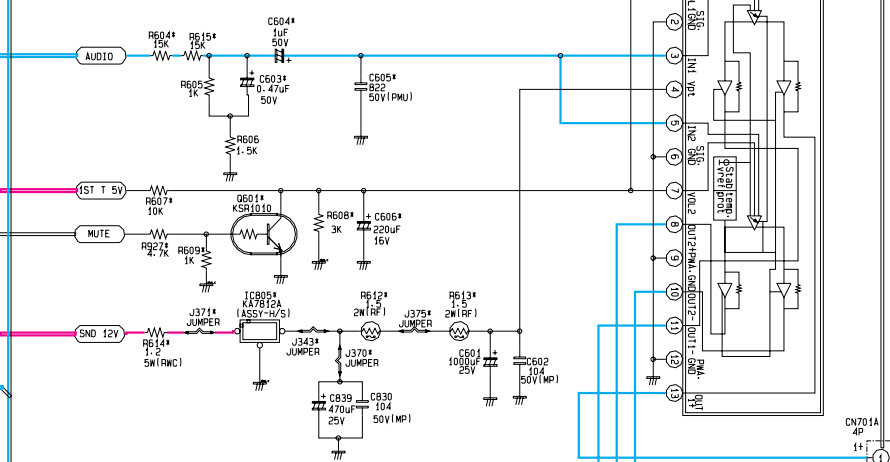 AUDIO
R604*
15K
R615*
15K
C604*
1uF
50V
R605
1K
C603*
0.47uF
50V
C605*
822
50V(PMU)
R606
1.5K
1ST T 5V
R607*
10K
Q601*
KSR1010
R608*
3K
C606*
220uF
16V
MUTE
R927*
4.7K
R609*
1K
SND 12V
R614*
1.2
5W(RWC)
J371*
JUMPER
IC805*
KA7812A
(ASSY-H/S)
J343*
JUMPER
J370*
JUMPER
R612*
1.5
2W(RF)
J375*
JUMPER
R613*
1.5
2W(RF)
C601
1000uF
25V
C602
104
50V(MP)
C839
470uF
25V
C830
104
50V(MP)
2
SIG.
GND
3
IN1
4
Vpt
5
IN2
6
SIG.
GND
7
VOL2
8
OUT2+
9
PWA.
GND
10
OUT2-
11
OUT1-
12
PWA.
GND
13
OUT
1+
Stab temp.
vref prot
CN701A
4P
1+
1